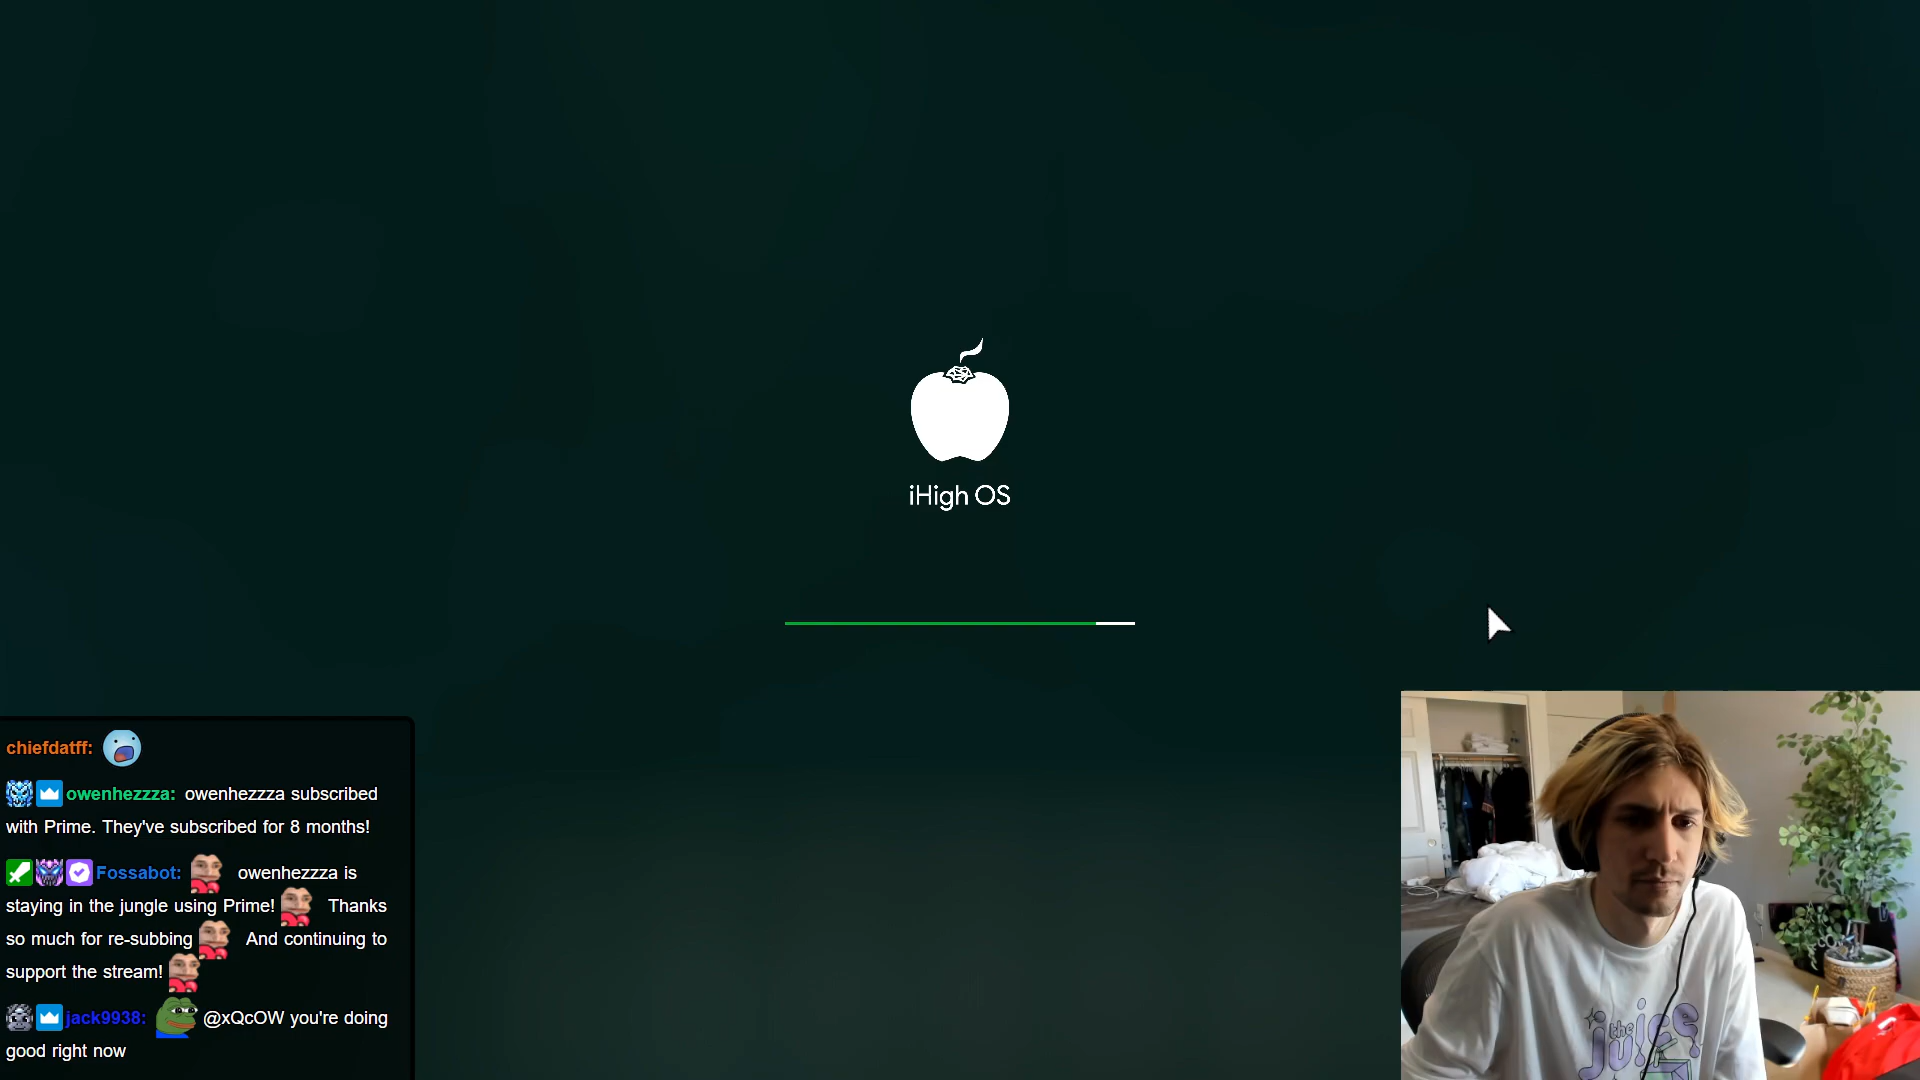 iHigh OS
chiefdatff:
owenhezzza: owenhezzza subscribed
with Prime. They've subscribed for 8 months!
Fossabot: owenhezzza is
staying in the jungle using Prime! Thanks
so much for re-subbing And continuing to
support the stream!
jack9938: @xQcOW you're doing
good right now
the
juice